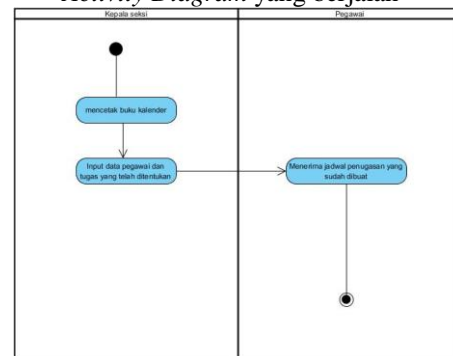 Activity Diagram yang berjalan
Kepala seksi
Pegawai
mencetak buku kalender
Input data pegawai dan
tugas yang telah ditentukan
Menerima jadwal penugasan yang
sudah dibuat